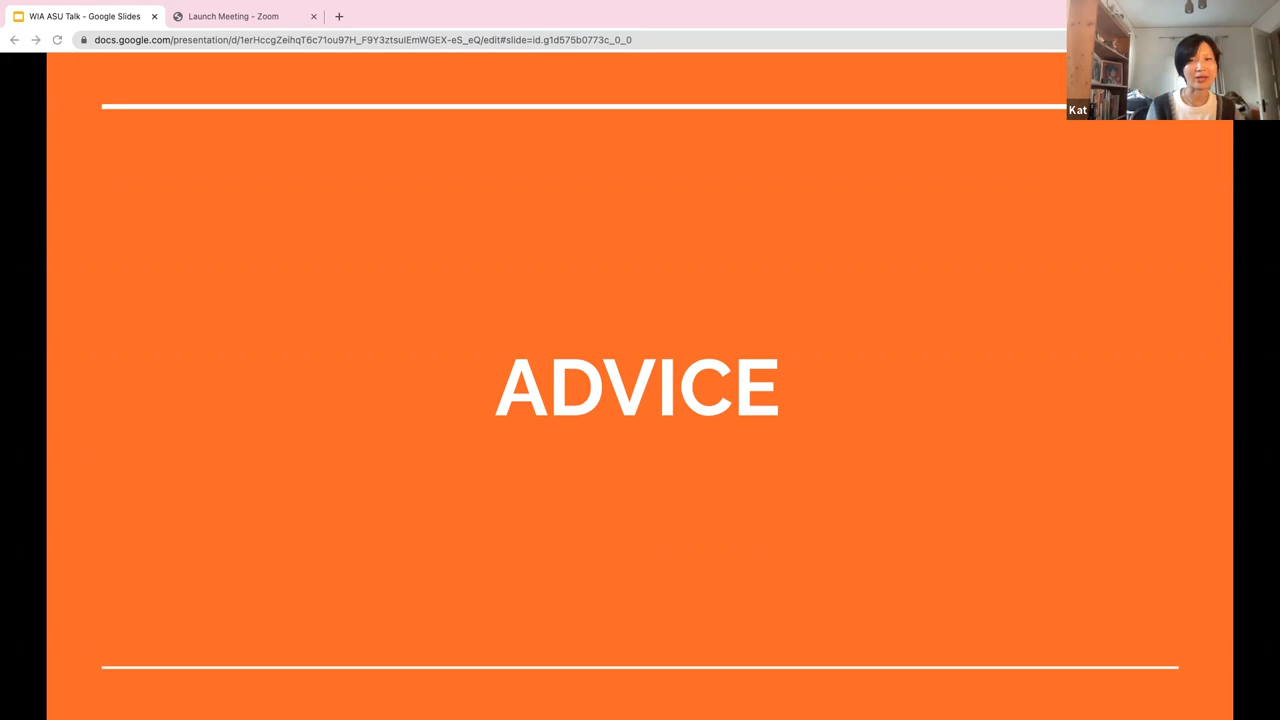 WIA ASU Talk - Google Slides
Launch Meeting - Zoom
docs.google.com/presentation/d/1erHccgZeihqT6c71ou97H_F9Y3ztsulEmWGEX-eS_eQ/edit#slide=id.g1d575b0773c_0_0
Kat
ADVICE